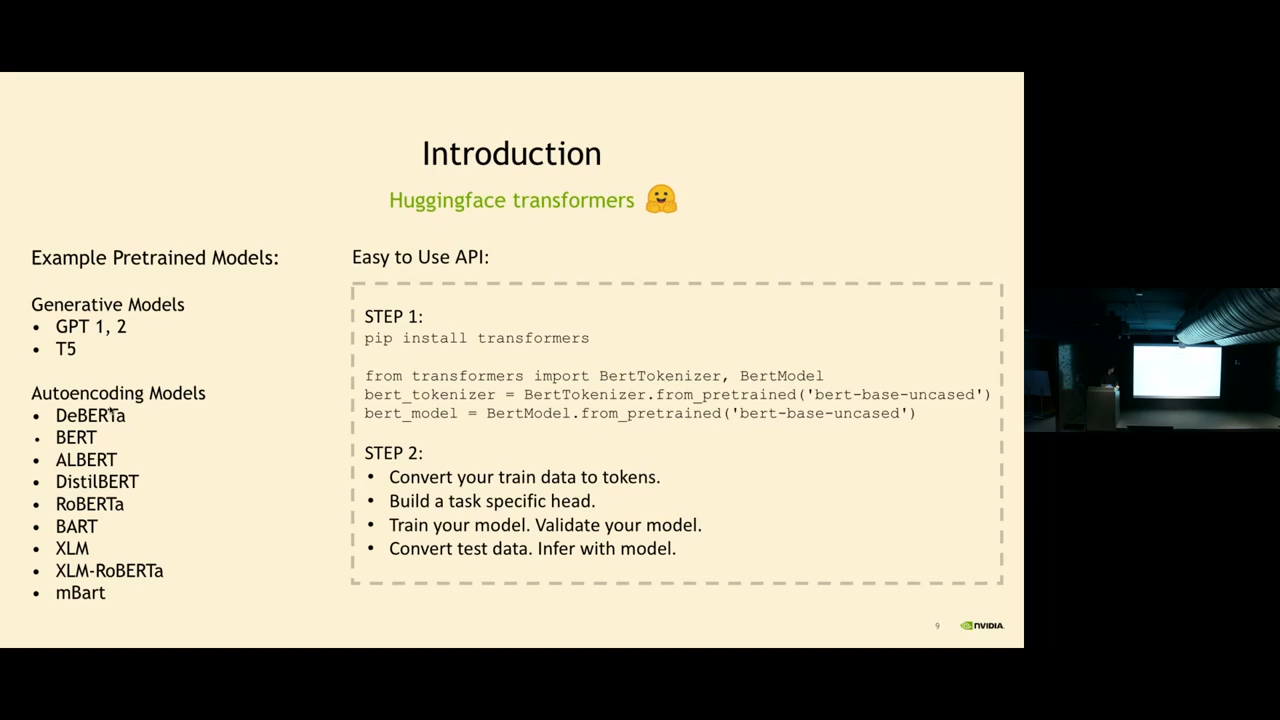 Introduction
Huggingface transformers
Example Pretrained Models:
Generative Models
• GPT 1, 2
• T5
Autoencoding Models
• DeBERTa
• BERT
• ALBERT
• DistilBERT
• RoBERTa
• BART
• XLM
• XLM-RoBERTa
• mBart
Easy to Use API:
STEP 1:
pip install transformers
from transformers import BertTokenizer, BertModel
bert_tokenizer = BertTokenizer.from_pretrained('bert-base-uncased')
bert_model = BertModel.from_pretrained('bert-base-uncased')
STEP 2:
• Convert your train data to tokens.
• Build a task specific head.
• Train your model. Validate your model.
• Convert test data. Infer with model.
9
NVIDIA.